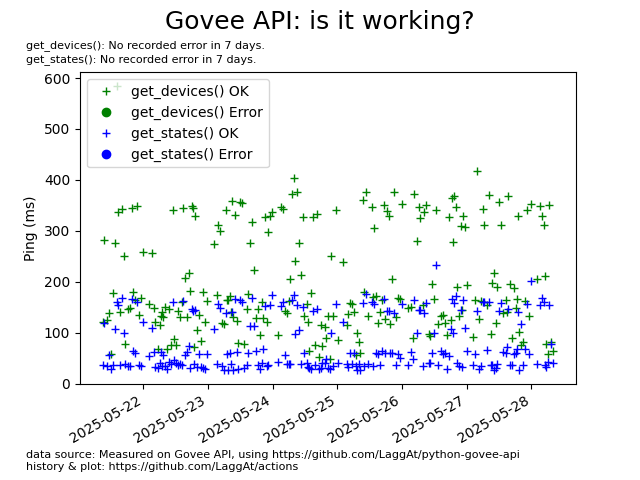 Govee API: is it working?
get_devices(): No recorded error in 7 days.
get_states(): No recorded error in 7 days.
get_devices() OK
get_devices() Error
get_states() OK
get_states() Error
Ping (ms)
600
500
400
300
200
100
0
2025-05-22
2025-05-23
2025-05-24
2025-05-25
2025-05-26
2025-05-27
2025-05-28
data source: Measured on Govee API, using https://github.com/LaggAt/python-govee-api
history & plot: https://github.com/LaggAt/actions